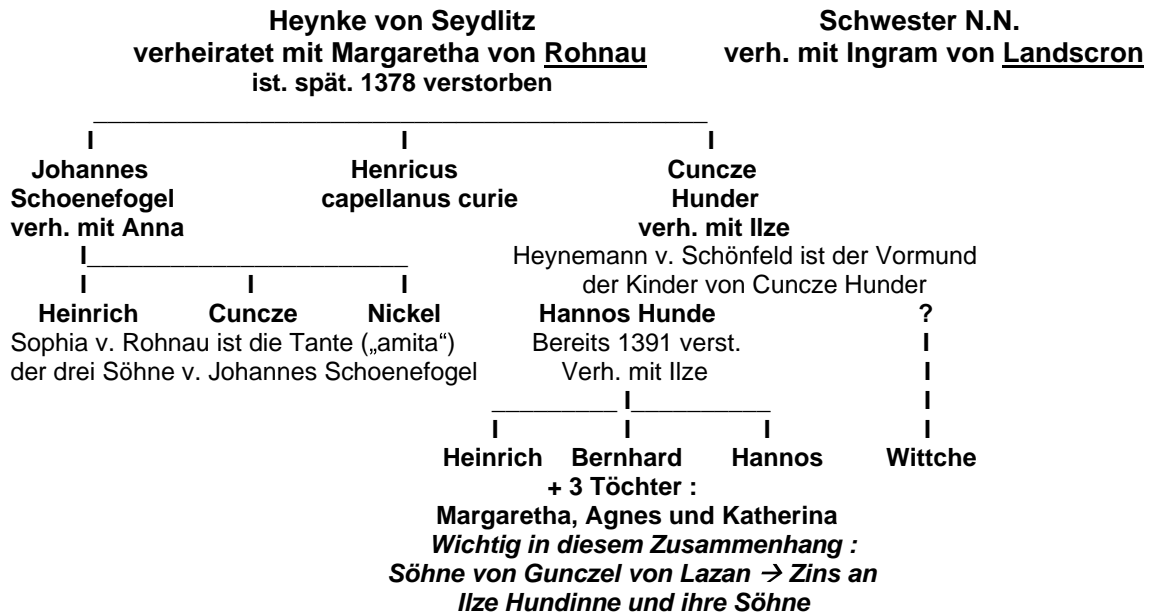 Heynke von Seydlitz Schwester N.N.
verheiratet mit Margaretha von Rohnau verh. mit Ingram von Landscron
ist. spät. 1378 verstorben
I I I
Johannes Henricus Cuncze
Schoenefogel capellanus curie Hunder
verh. mit Anna verh. mit Ilze
I Heynemann v. Schönfeld ist der Vormund
I I I der Kinder von Cuncze Hunder
Heinrich Cuncze Nickel Hannos Hunde ?
Sophia v. Rohnau ist die Tante („amita“) Bereits 1391 verst. I
der drei Söhne v. Johannes Schoenefogel Verh. mit Ilze I
I I
I I I I
Heinrich Bernhard Hannos Wittche
+ 3 Töchter :
Margaretha, Agnes und Katherina
Wichtig in diesem Zusammenhang :
Söhne von Gunczel von Lazan → Zins an
Ilze Hundinne und ihre Söhne